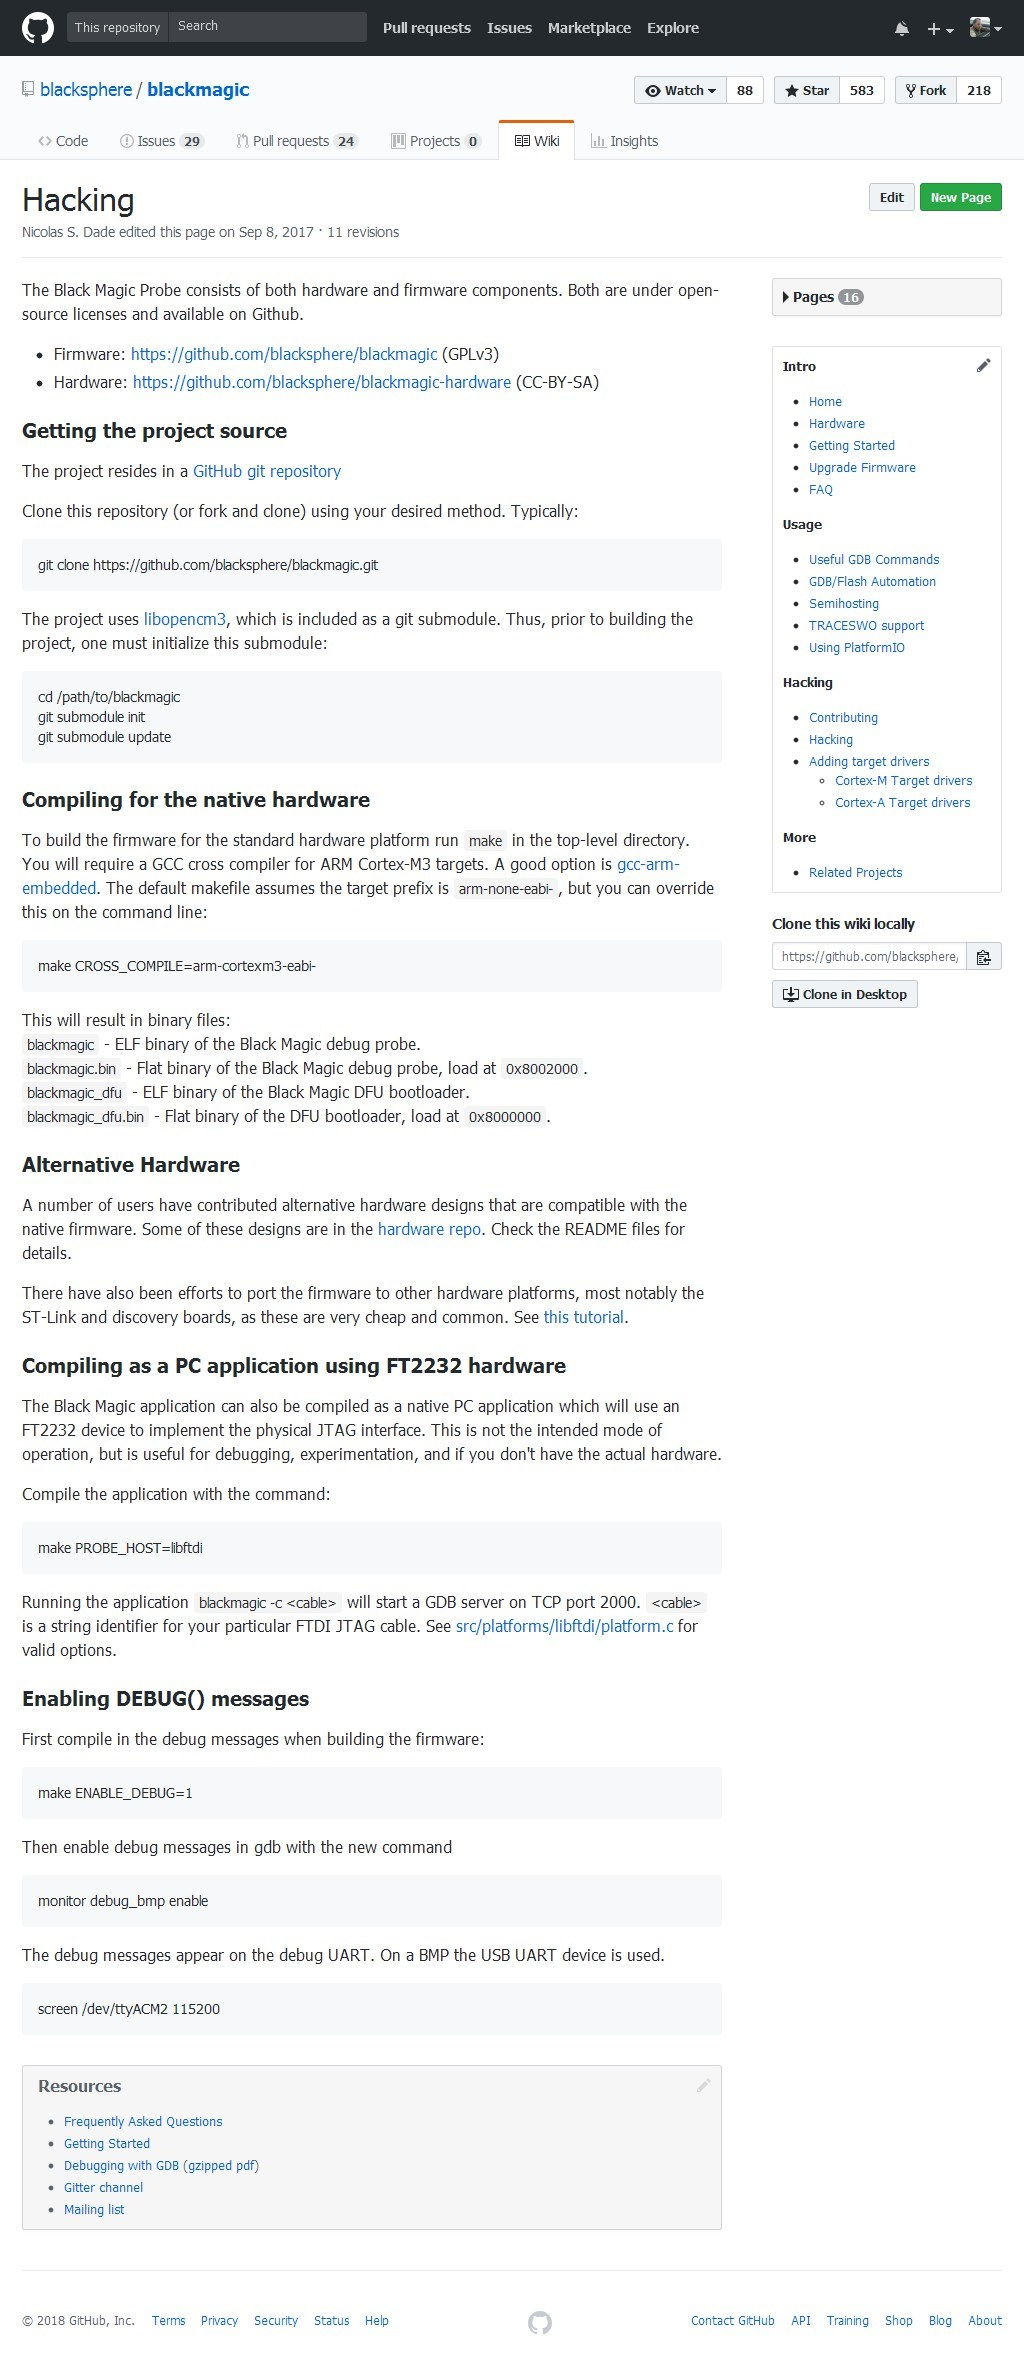 This repository Search Pull requests Issues Marketplace Explore
blacksphere / blackmagic Watch 88 Star 583 Fork 218
Code Issues 29 Pull requests 24 Projects 0 Wiki Insights
Hacking
Edit New Page
Nicolas S. Dade edited this page on Sep 8, 2017 · 11 revisions
The Black Magic Probe consists of both hardware and firmware components. Both are under open-
source licenses and available on Github.
Firmware: https://github.com/blacksphere/blackmagic (GPLv3)
Hardware: https://github.com/blacksphere/blackmagic-hardware (CC-BY-SA)
Getting the project source
The project resides in a GitHub git repository
Clone this repository (or fork and clone) using your desired method. Typically:
git clone https://github.com/blacksphere/blackmagic.git
The project uses libopencm3, which is included as a git submodule. Thus, prior to building the
project, one must initialize this submodule:
cd /path/to/blackmagic
git submodule init
git submodule update
Compiling for the native hardware
To build the firmware for the standard hardware platform run make in the top-level directory.
You will require a GCC cross compiler for ARM Cortex-M3 targets. A good option is gcc-arm-
embedded. The default makefile assumes the target prefix is arm-none-eabi-, but you can override
this on the command line:
make CROSS_COMPILE=arm-cortexm3-eabi-
This will result in binary files:
blackmagic - ELF binary of the Black Magic debug probe.
blackmagic.bin - Flat binary of the Black Magic debug probe, load at 0x8002000.
blackmagic_dfu - ELF binary of the Black Magic DFU bootloader.
blackmagic_dfu.bin - Flat binary of the DFU bootloader, load at 0x8000000.
Alternative Hardware
A number of users have contributed alternative hardware designs that are compatible with the
native firmware. Some of these designs are in the hardware repo. Check the README files for
details.
There have also been efforts to port the firmware to other hardware platforms, most notably the
ST-Link and discovery boards, as these are very cheap and common. See this tutorial.
Compiling as a PC application using FT2232 hardware
The Black Magic application can also be compiled as a native PC application which will use an
FT2232 device to implement the physical JTAG interface. This is not the intended mode of
operation, but is useful for debugging, experimentation, and if you don't have the actual hardware.
Compile the application with the command:
make PROBE_HOST=libftdi
Running the application blackmagic -c <cable> will start a GDB server on TCP port 2000. <cable>
is a string identifier for your particular FTDI JTAG cable. See src/platforms/libftdi/platform.c for
valid options.
Enabling DEBUG() messages
First compile in the debug messages when building the firmware:
make ENABLE_DEBUG=1
Then enable debug messages in gdb with the new command
monitor debug_bmp enable
The debug messages appear on the debug UART. On a BMP the USB UART device is used.
screen /dev/ttyACM2 115200
Resources
Frequently Asked Questions
Getting Started
Debugging with GDB (gzipped pdf)
Gitter channel
Mailing list
Pages 16
Intro
Home
Hardware
Getting Started
Upgrade Firmware
FAQ
Usage
Useful GDB Commands
GDB/Flash Automation
Semihosting
TRACESWO support
Using PlatformIO
Hacking
Contributing
Hacking
Adding target drivers
Cortex-M Target drivers
Cortex-A Target drivers
More
Related Projects
Clone this wiki locally
https://github.com/blacksphere/
Clone in Desktop
© 2018 GitHub, Inc. Terms Privacy Security Status Help Contact GitHub API Training Shop Blog About